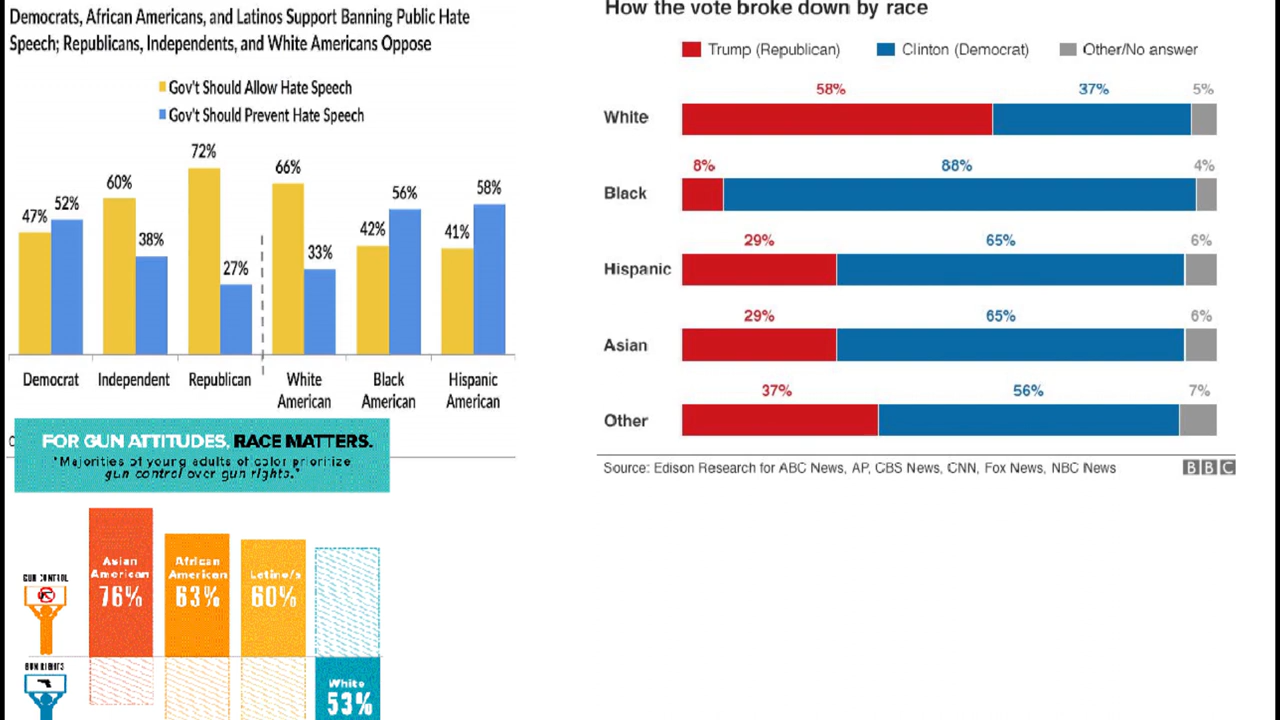 Democrats, African Americans, and Latinos Support Banning Public Hate
Speech; Republicans, Independents, and White Americans Oppose
Gov't Should Allow Hate Speech
Gov't Should Prevent Hate Speech
47% 52% 60% 38% 72% 27% 66% 33% 42% 56% 41% 58%
Democrat Independent Republican White American Black American Hispanic American
FOR GUN ATTITUDES, RACE MATTERS.
"Majorities of young adults of color prioritize
gun control over gun rights."
GUN CONTROL
Asian American 76%
African American 63%
Latino/a 60%
GUN RIGHTS
White 53%
How the vote broke down by race
Trump (Republican) Clinton (Democrat) Other/No answer
58% 37% 5%
White
8% 88% 4%
Black
29% 65% 6%
Hispanic
29% 65% 6%
Asian
37% 56% 7%
Other
Source: Edison Research for ABC News, AP, CBS News, CNN, Fox News, NBC News
BBC